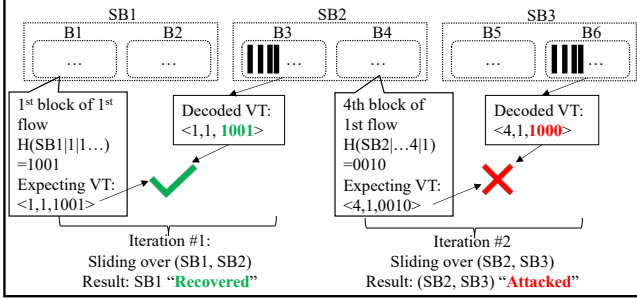 SB1 SB2 SB3
B1 B2 B3 B4 B5 B6
... ... ... ... ... ...
1st block of 1st
flow
H(SB1|1|1...)
=1001
Expecting VT:
<1,1,1001>
Decoded VT:
<1,1, 1001>
4th block of
1st flow
H(SB2|...4|1)
=0010
Expecting VT:
<4,1,0010>
Decoded VT:
<4,1,1000>
Iteration #1:
Sliding over (SB1, SB2)
Result: SB1 “Recovered”
Iteration #2
Sliding over (SB2, SB3)
Result: (SB2, SB3) “Attacked”